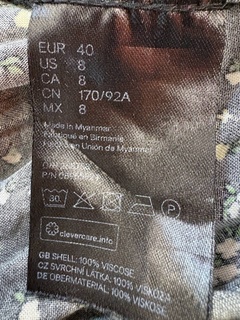 EUR 40
US 8
CA 8
CN 170/92A
MX 8
Made in Myanmar
Fabriqué en Birmanie
Hecho en Unión de Myanmar
P/N
30
P
clevercare.info
GB SHELL: 100% VISCOSE
CZ SVRCHNÍ LÁTKA: 100% VISKÓZA
DE OBERMATERIAL: 100% VISKOSE